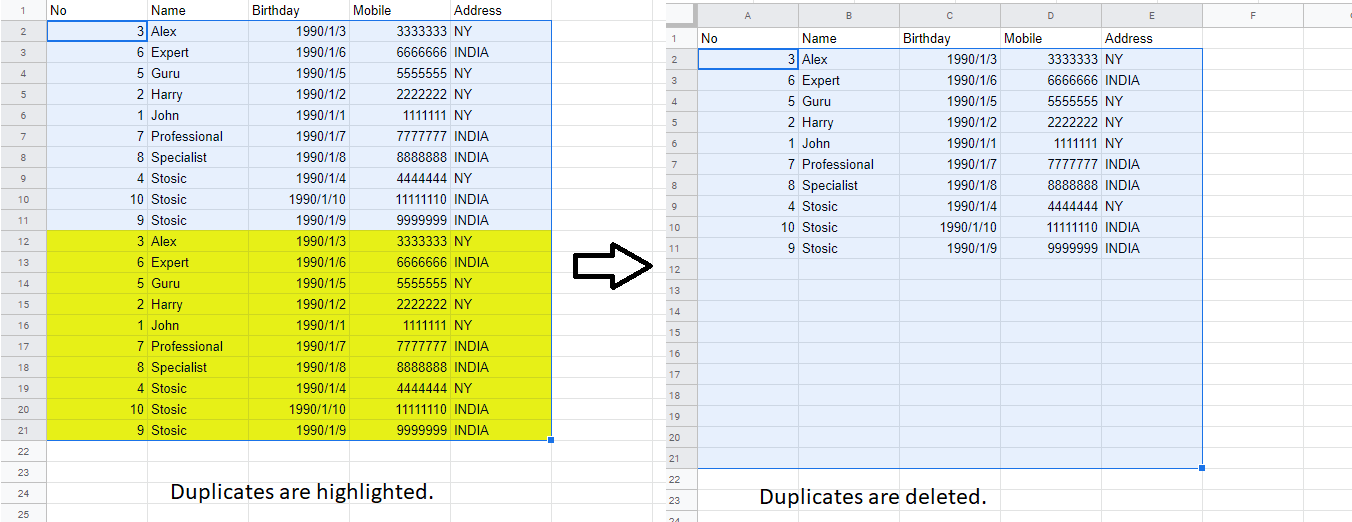 1 No Name Birthday Mobile Address
2 3 Alex 1990/1/3 3333333 NY
3 6 Expert 1990/1/6 6666666 INDIA
4 5 Guru 1990/1/5 5555555 NY
5 2 Harry 1990/1/2 2222222 NY
6 1 John 1990/1/1 1111111 NY
7 7 Professional 1990/1/7 7777777 INDIA
8 8 Specialist 1990/1/8 8888888 INDIA
9 4 Stosic 1990/1/4 4444444 NY
10 10 Stosic 1990/1/10 11111110 INDIA
11 9 Stosic 1990/1/9 9999999 INDIA
12 3 Alex 1990/1/3 3333333 NY
13 6 Expert 1990/1/6 6666666 INDIA
14 5 Guru 1990/1/5 5555555 NY
15 2 Harry 1990/1/2 2222222 NY
16 1 John 1990/1/1 1111111 NY
17 7 Professional 1990/1/7 7777777 INDIA
18 8 Specialist 1990/1/8 8888888 INDIA
19 4 Stosic 1990/1/4 4444444 NY
20 10 Stosic 1990/1/10 11111110 INDIA
21 9 Stosic 1990/1/9 9999999 INDIA
22
23
24
25
Duplicates are highlighted.
A B C D E F
1 No Name Birthday Mobile Address
2 3 Alex 1990/1/3 3333333 NY
3 6 Expert 1990/1/6 6666666 INDIA
4 5 Guru 1990/1/5 5555555 NY
5 2 Harry 1990/1/2 2222222 NY
6 1 John 1990/1/1 1111111 NY
7 7 Professional 1990/1/7 7777777 INDIA
8 8 Specialist 1990/1/8 8888888 INDIA
9 4 Stosic 1990/1/4 4444444 NY
10 10 Stosic 1990/1/10 11111110 INDIA
11 9 Stosic 1990/1/9 9999999 INDIA
12
13
14
15
16
17
18
19
20
21
22
23
24
Duplicates are deleted.